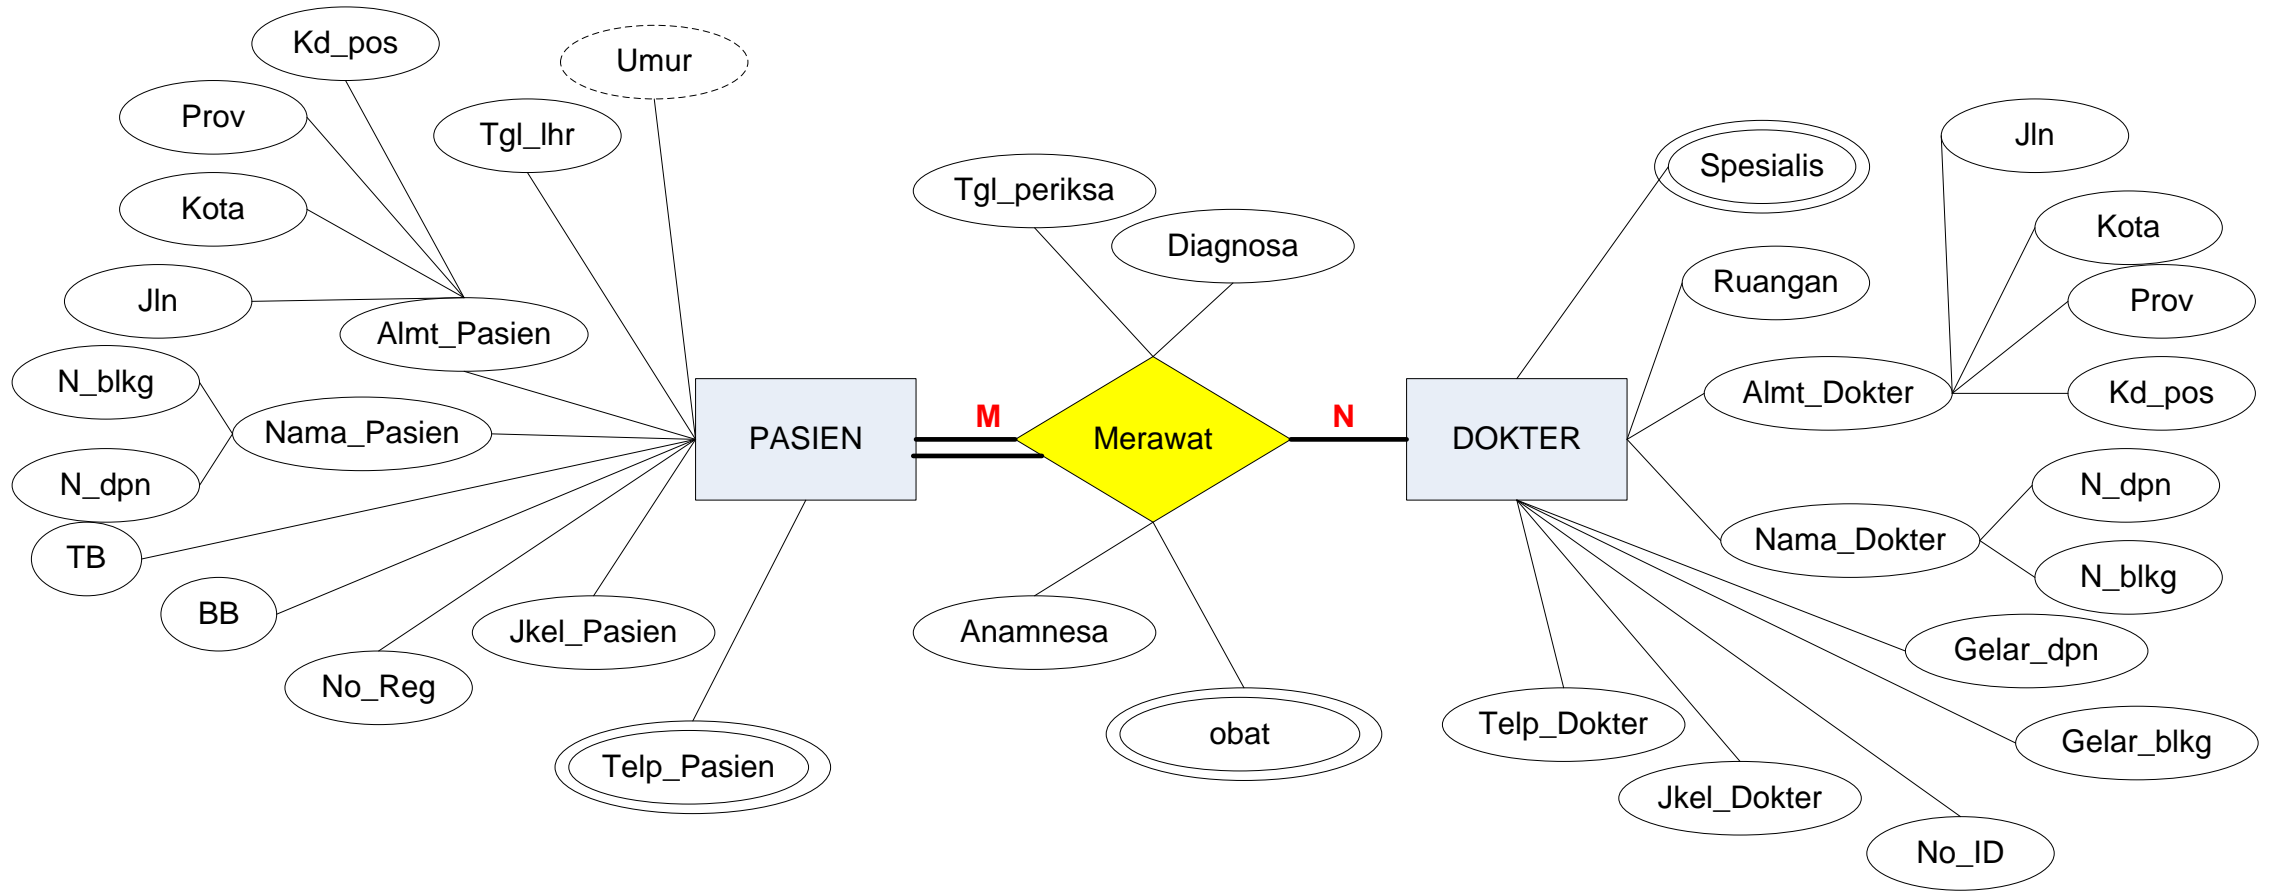 Kd_pos
Umur
Prov
Tgl_lhr
Kota
Jln
Almt_Pasien
N_blkg
Nama_Pasien
N_dpn
TB
BB
No_Reg
Jkel_Pasien
Telp_Pasien
PASIEN
M
Tgl_periksa
Diagnosa
Merawat
Anamnesa
obat
N
DOKTER
Spesialis
Ruangan
Jln
Kota
Prov
Almt_Dokter
Kd_pos
N_dpn
Nama_Dokter
N_blkg
Gelar_dpn
Telp_Dokter
Gelar_blkg
Jkel_Dokter
No_ID